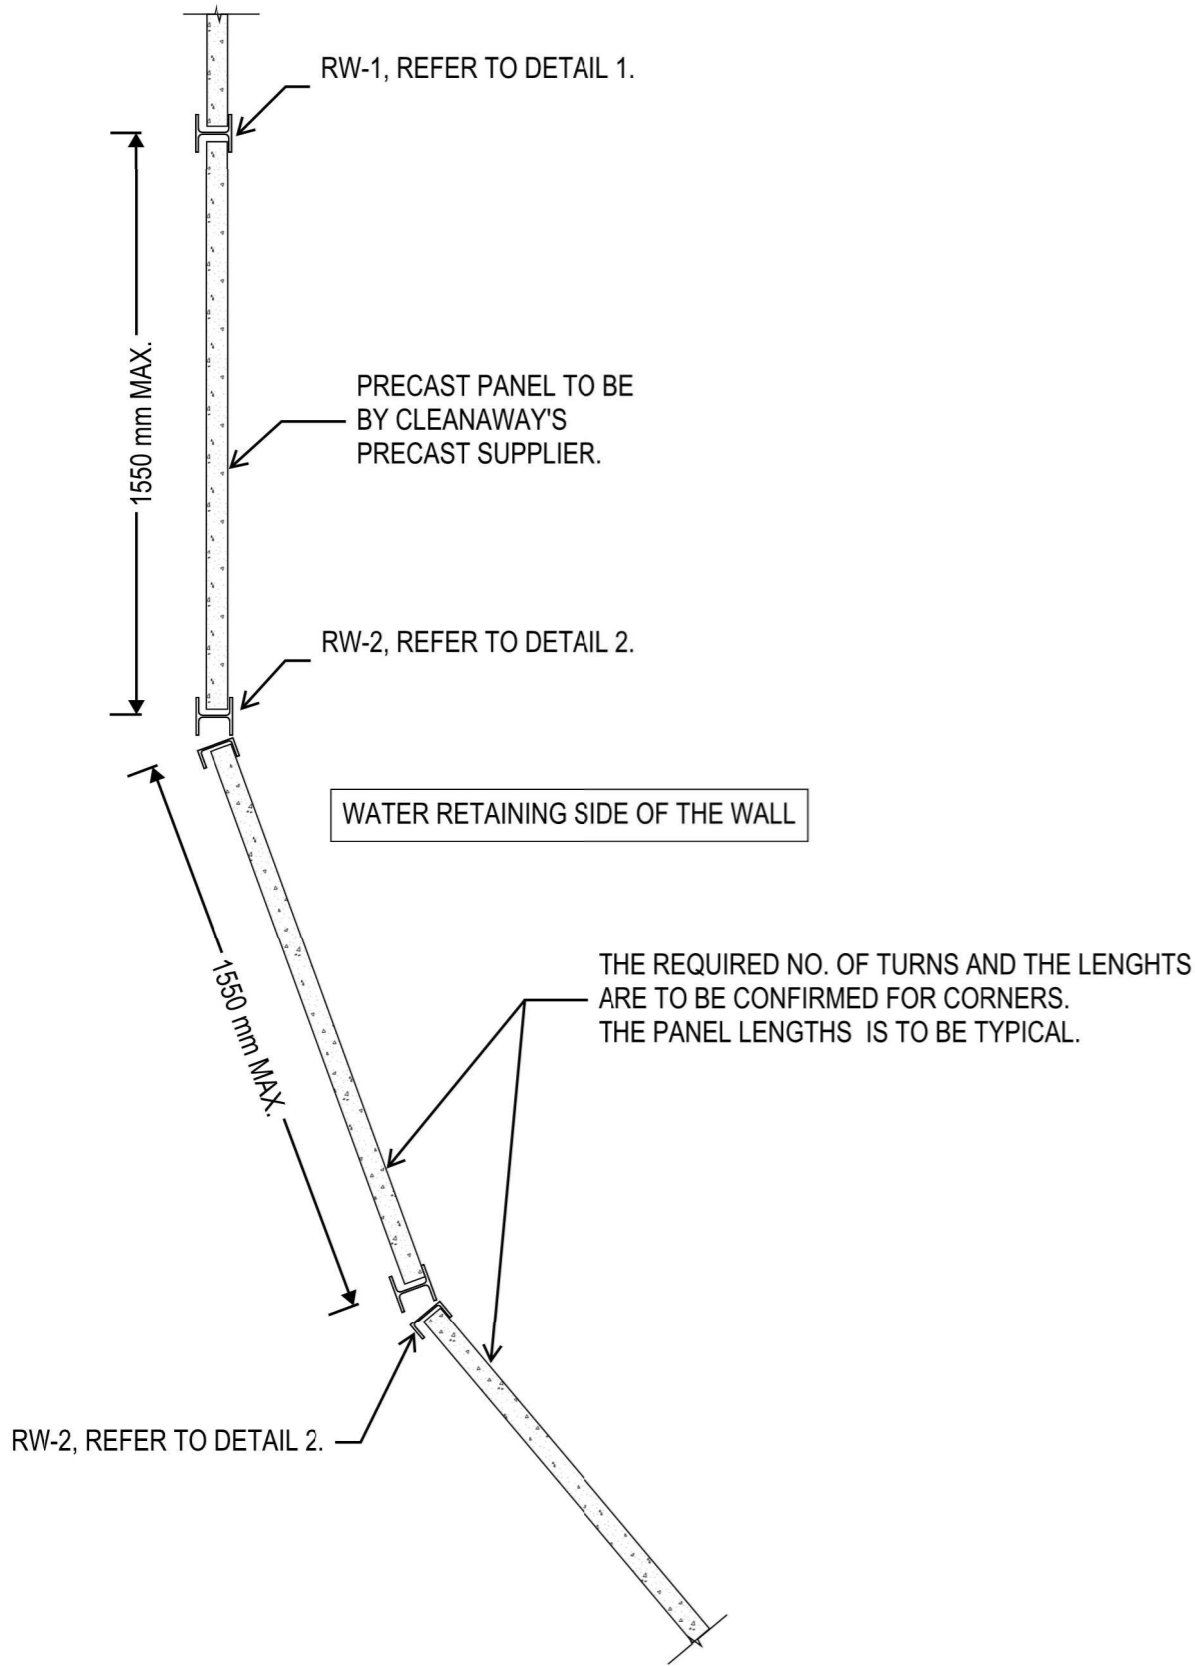 RW-1, REFER TO DETAIL 1.
1550 mm MAX.
PRECAST PANEL TO BE
BY CLEANAWAY'S
PRECAST SUPPLIER.
RW-2, REFER TO DETAIL 2.
WATER RETAINING SIDE OF THE WALL
1550 mm MAX.
THE REQUIRED NO. OF TURNS AND THE LENGHTS
ARE TO BE CONFIRMED FOR CORNERS.
THE PANEL LENGTHS IS TO BE TYPICAL.
RW-2, REFER TO DETAIL 2.